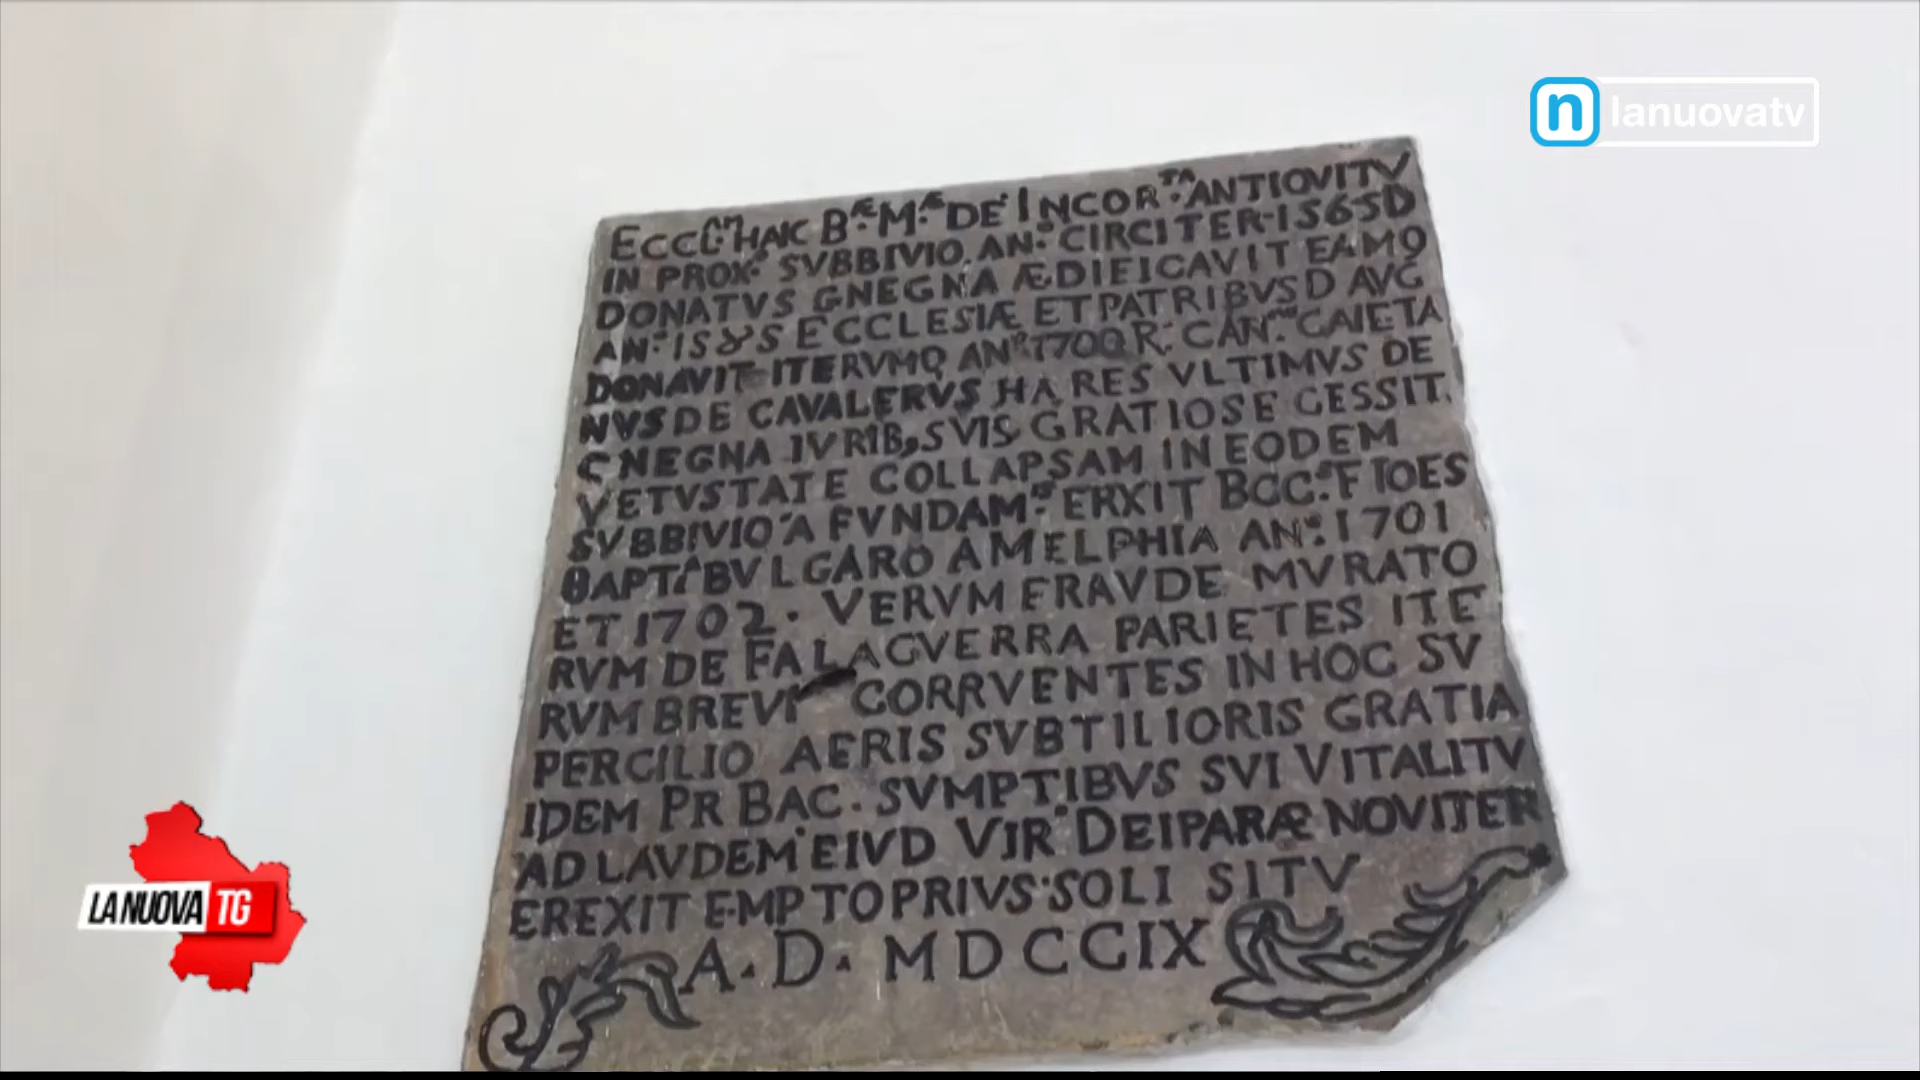 lanuovatv
ECCL.ᴬᴹ HANC B.ᴬᴱ M.ᴬᴱ DE INCOR.ᵀᴬ ANTIQVITV
IN PROX.º SVBBIVIO AN.º CIRCITER 1565 D
DONATVS GNEGNA ÆDIFICAVIT EAMQ
AN.º 1585 ECCLESIÆ ET PATRIBVS D AVG
DONAVIT ITERVMQ AN.º 1700 R. CAN.ᶜᵁˢ CAIETA
NVS DE CAVALERVS HARES VLTIMVS DE
GNEGNA IVRIB, SVIS GRATIOSE CESSIT.
VETVSTATE COLLAPSAM IN EODEM
SVBBIVIO A FVNDAM.ᴵˢ ERXIT BCC.ˢ F IOES
BAPT.ᴬ BVLGARO AMELPHIA AN.º 1701
ET 1702. VERVM FRAVDE MVRATO
RVM DE FALAGVERRA PARIETES ITE
RVM BREVI CORRVENTES IN HOC SV
PERCILIO AERIS SVBTILIORIS GRATIA
IDEM PR BAC. SVMPTIBVS SVI VITALITV
AD LAVDEM EIVD VIR. DEIPARÆ NOVITER
EREXIT EMPTO PRIVS SOLI SITV
A. D. MDCCIX
LA NUOVA TG